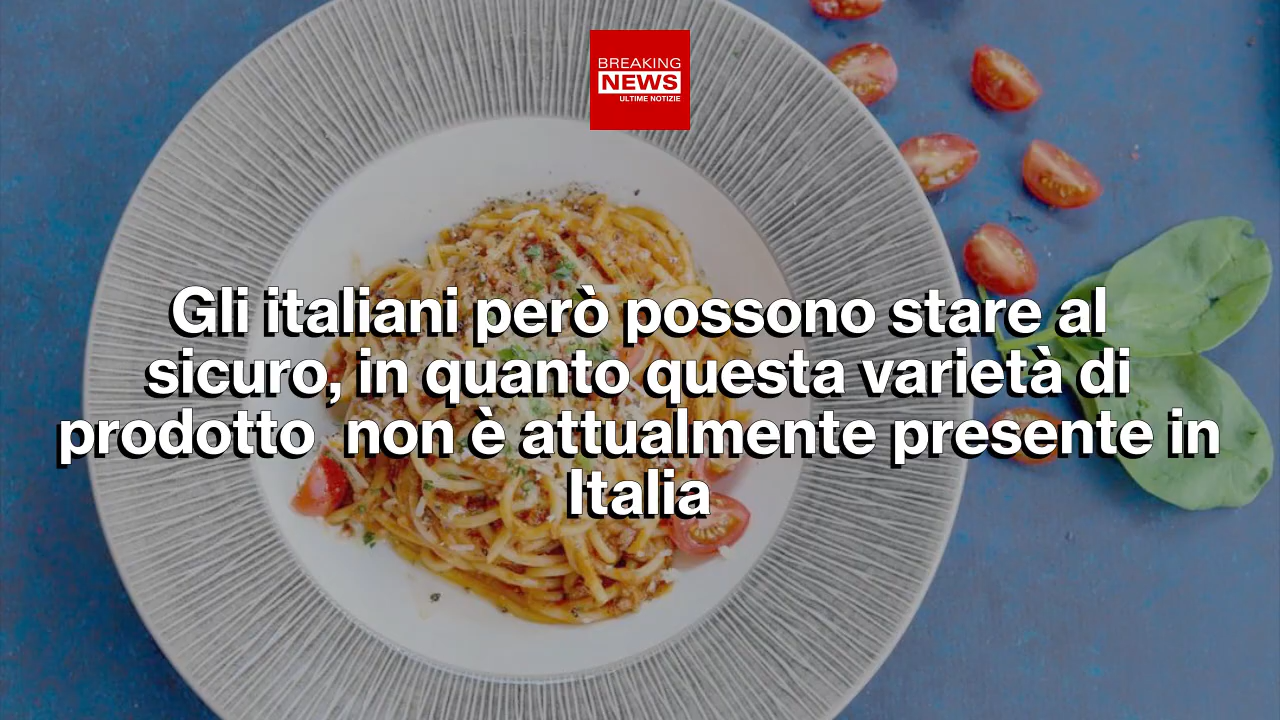 BREAKING
NEWS
ULTIME NOTIZIE
Gli italiani però possono stare al
sicuro, in quanto questa varietà di
prodotto  non è attualmente presente in
Italia